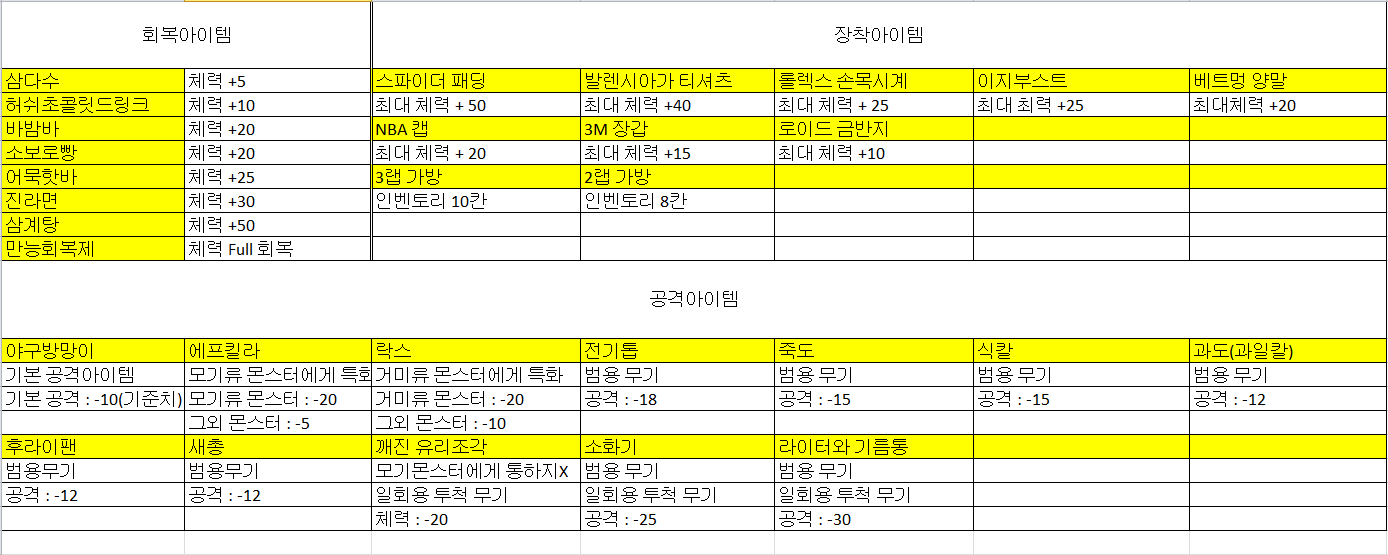 회복아이템 장착아이템
삼다수 체력 +5 스파이더 패딩 발렌시아가 티셔츠 롤렉스 손목시계 이지부스트 베트멍 양말
허쉬초콜릿드링크 체력 +10 최대 체력 + 50 최대 체력 +40 최대 체력 + 25 최대 최력 +25 최대체력 +20
바밤바 체력 +20 NBA 캡 3M 장갑 로이드 금반지
소보로빵 체력 +20 최대 체력 + 20 최대 체력 +15 최대 체력 +10
어묵핫바 체력 +25 3랩 가방 2랩 가방
진라면 체력 +30 인벤토리 10칸 인벤토리 8칸
삼계탕 체력 +50
만능회복제 체력 Full 회복
공격아이템
야구방망이 에프킬라 락스 전기톱 죽도 식칼 과도(과일칼)
기본 공격아이템 모기류 몬스터에게 특화 거미류 몬스터에게 특화 범용 무기 범용 무기 범용 무기 범용 무기
기본 공격 : -10(기준치) 모기류 몬스터 : -20 거미류 몬스터 : -20 공격 : -18 공격 : -15 공격 : -15 공격 : -12
그외 몬스터 : -5 그외 몬스터 : -10
후라이팬 새총 깨진 유리조각 소화기 라이터와 기름통
범용무기 범용무기 모기몬스터에게 통하지X 범용 무기 범용 무기
공격 : -12 공격 : -12 일회용 투척 무기 일회용 투척 무기 일회용 투척 무기
체력 : -20 공격 : -25 공격 : -30